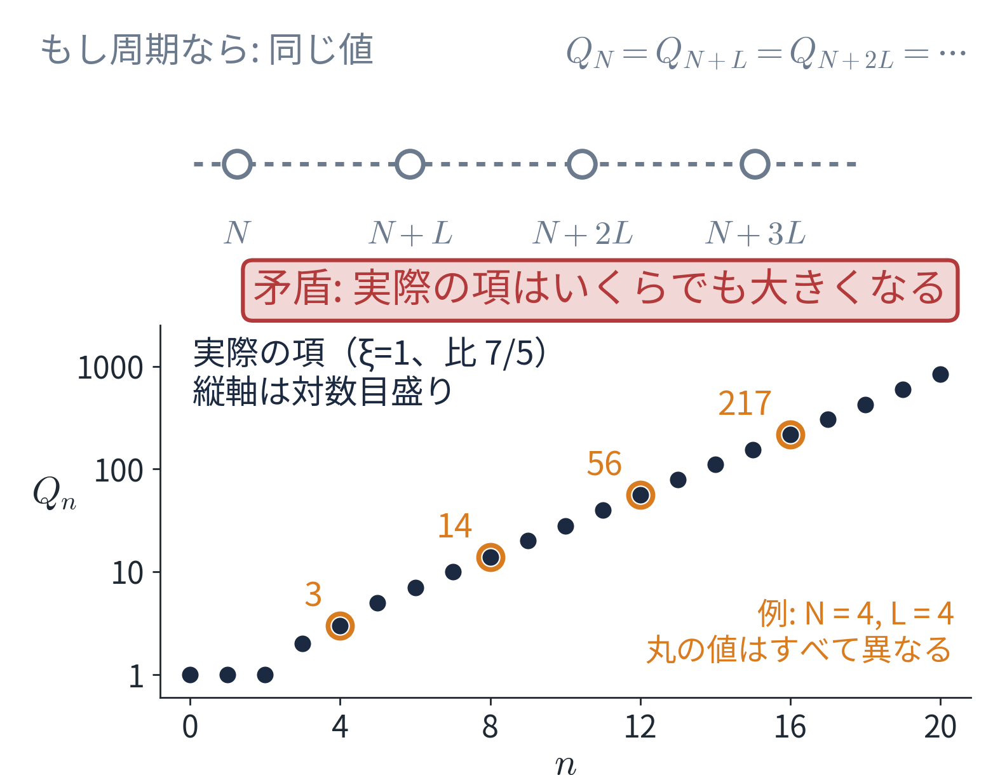 もし周期なら: 同じ値
Q_N = Q_{N+L} = Q_{N+2L} = ⋯
N
N + L
N + 2L
N + 3L
矛盾: 実際の項はいくらでも大きくなる
実際の項（ξ=1、比 7/5）
縦軸は対数目盛り
1000
100
10
1
Q_n
217
56
14
3
例: N = 4, L = 4
丸の値はすべて異なる
0 4 8 12 16 20
n